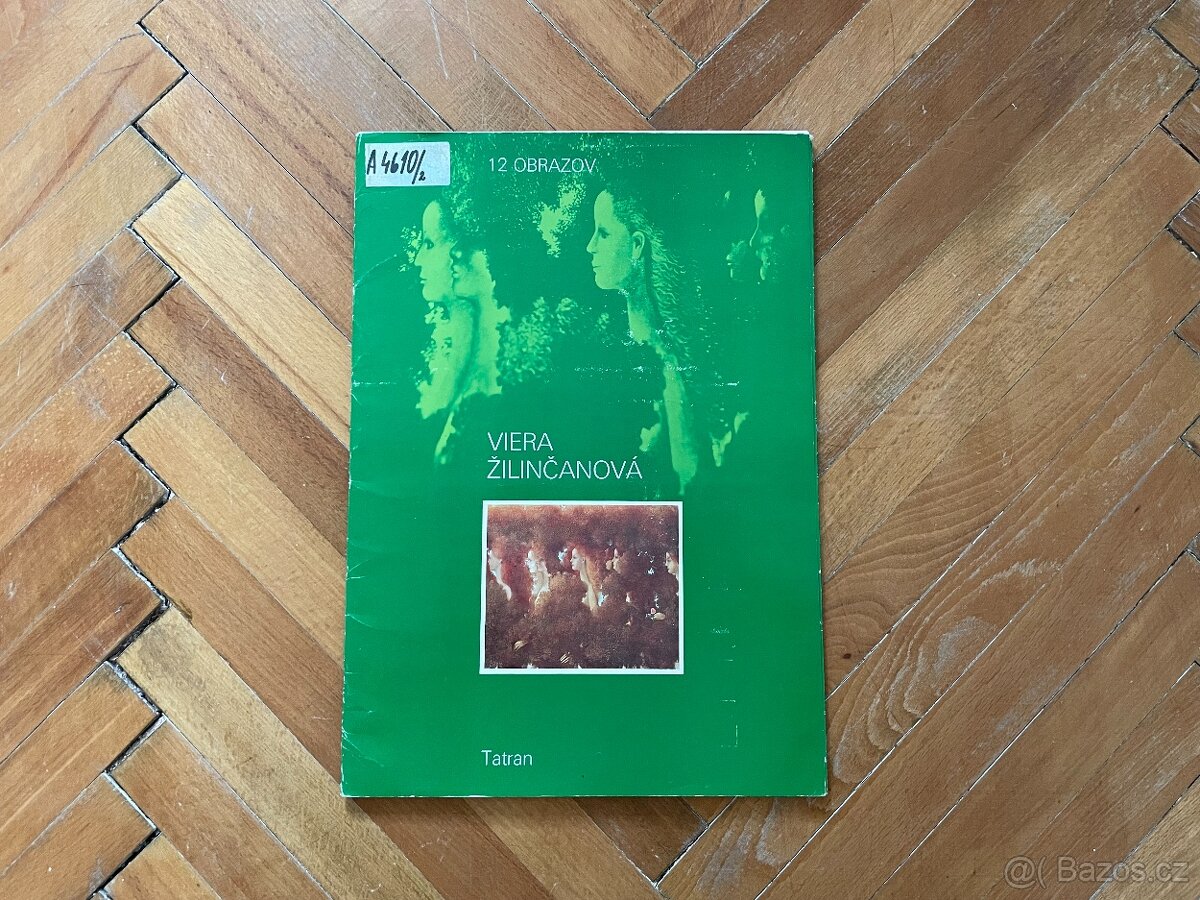 A 4610/2
12 OBRAZOV
VIERA
ŽILINČANOVÁ
Tatran
@( Bazos.cz